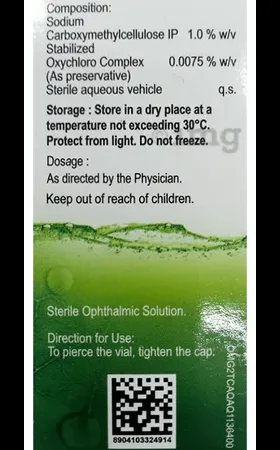 Composition:
Sodium
Carboxymethylcellulose IP 1.0 % w/v
Stabilized
Oxychloro Complex 0.0075 % w/v
(As preservative)
Sterile aqueous vehicle q.s.
Storage : Store in a dry place at a
temperature not exceeding 30°C.
Protect from light. Do not freeze.
Dosage :
As directed by the Physician.
Keep out of reach of children.
Sterile Ophthalmic Solution.
Direction for Use:
To pierce the vial, tighten the cap.
OMG2TCAQAQ1136400
8904103324914
mg